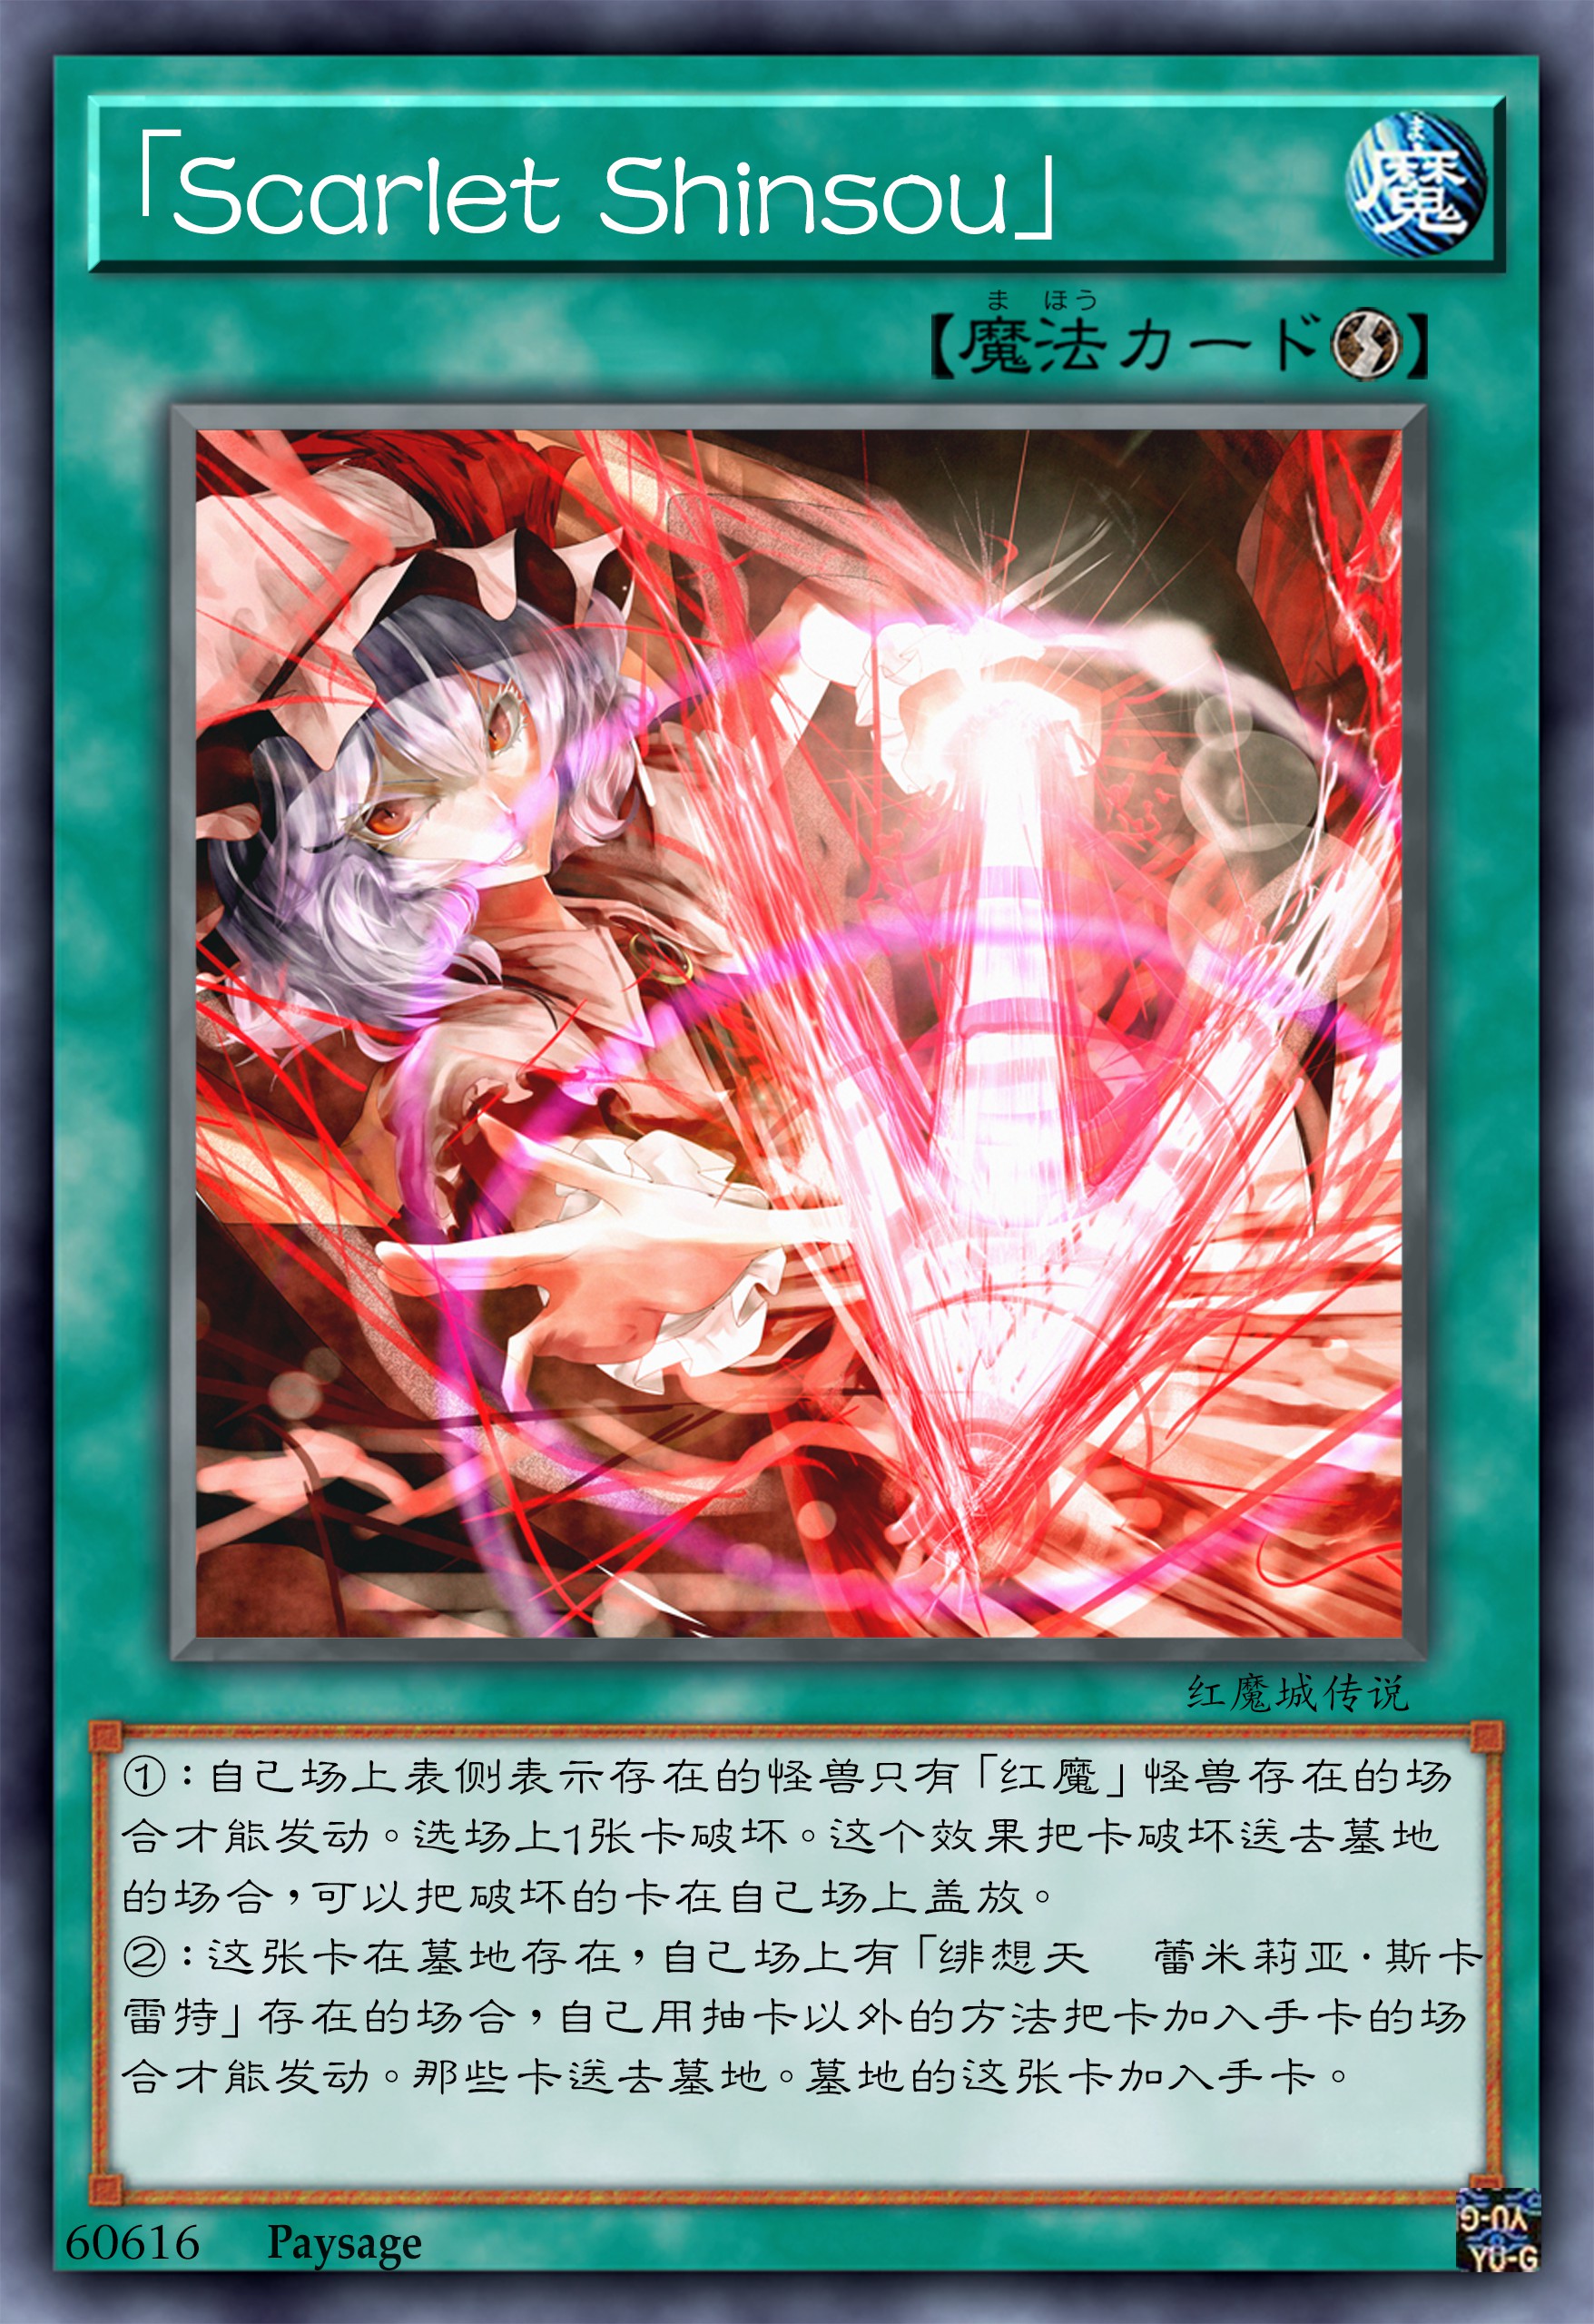 「Scarlet Shinsou」
ま
魔
ま ほう
【魔法カード】
红魔城传说
①：自己场上表侧表示存在的怪兽只有「红魔」怪兽存在的场
合才能发动。选场上1张卡破坏。这个效果把卡破坏送去墓地
的场合，可以把破坏的卡在自己场上盖放。
②：这张卡在墓地存在，自己场上有「绯想天　蕾米莉亚·斯卡
雷特」存在的场合，自己用抽卡以外的方法把卡加入手卡的场
合才能发动。那些卡送去墓地。墓地的这张卡加入手卡。
60616 Paysage
YU-G
YU-G